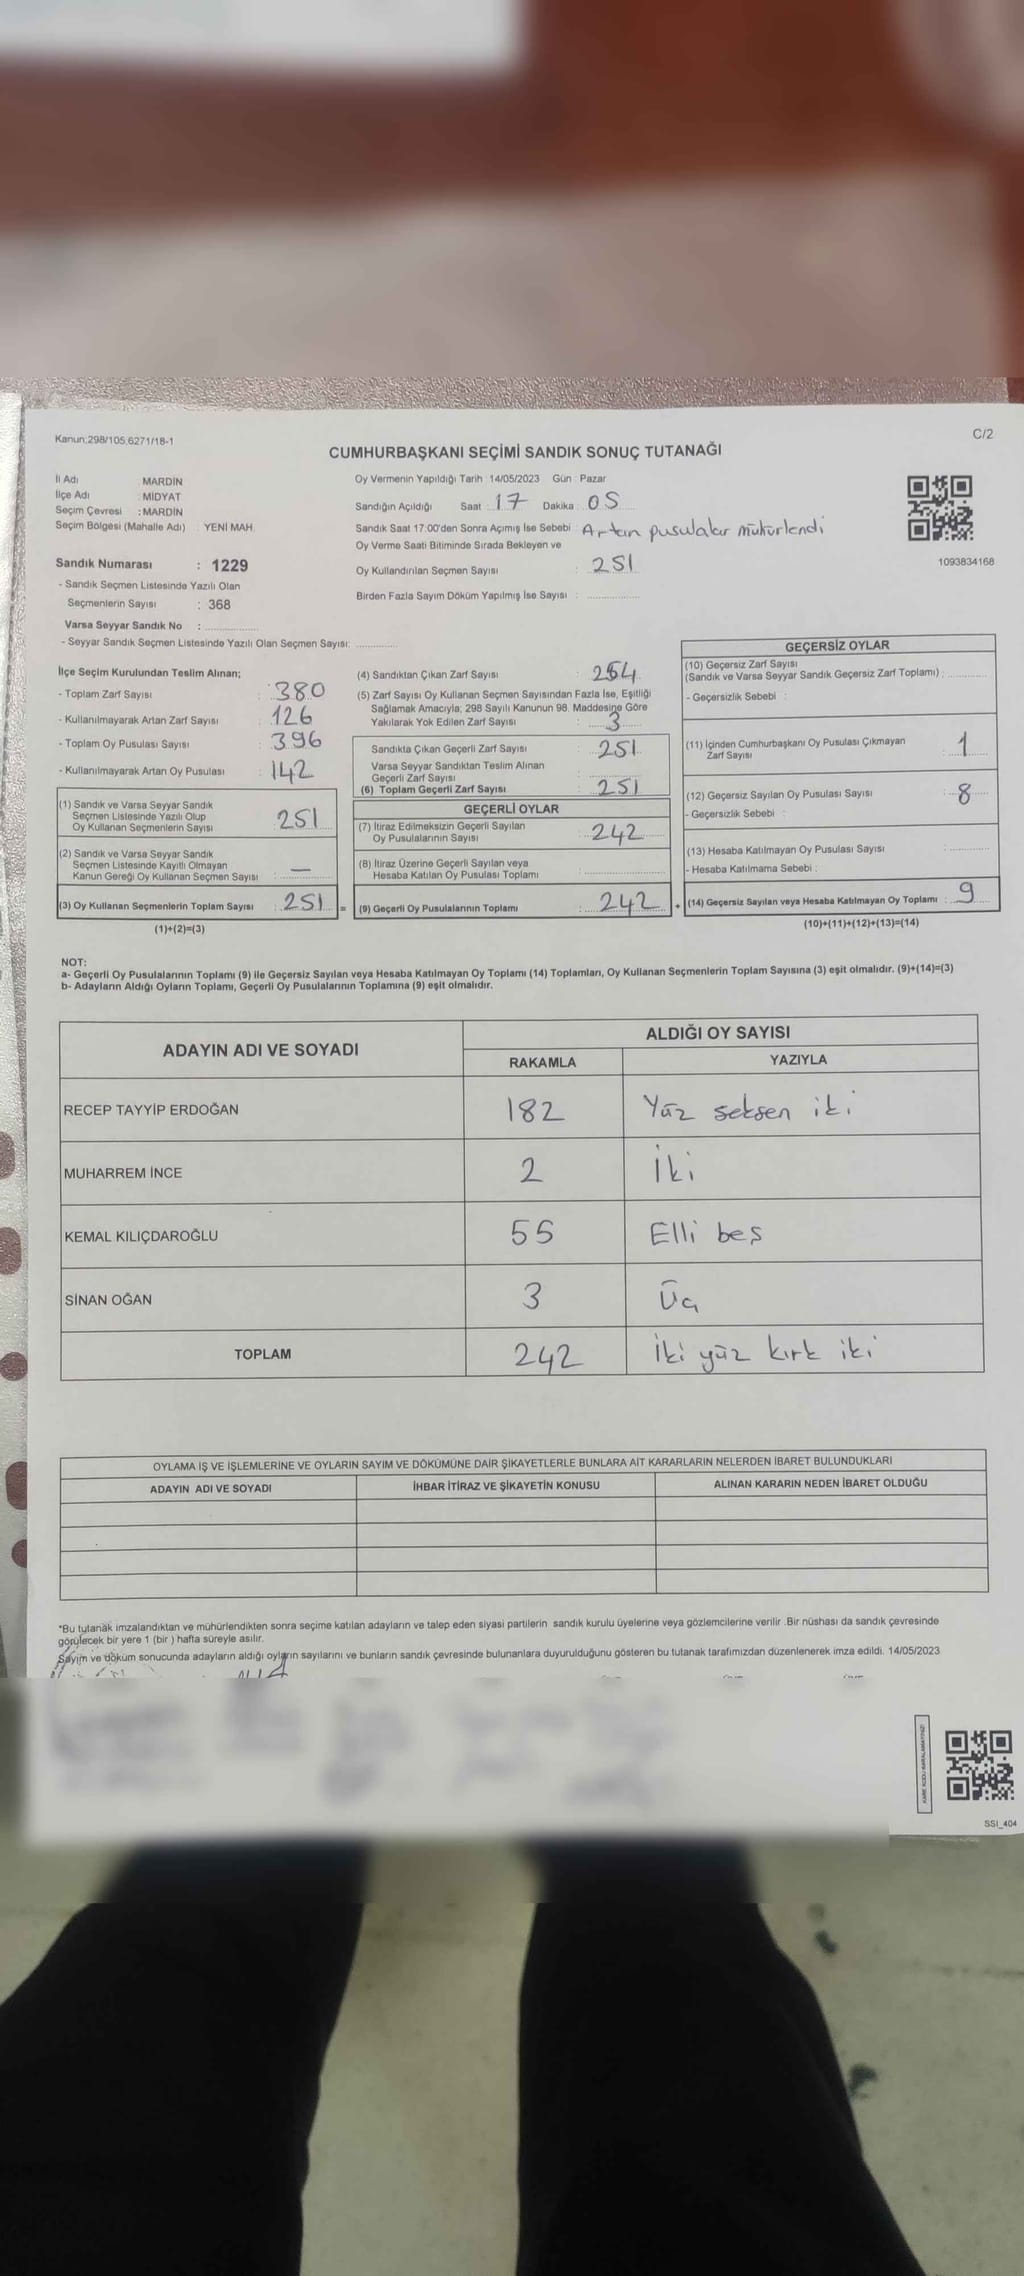 Kanun;298/105,6271/18-1
C/2
CUMHURBAŞKANI SEÇİMİ SANDIK SONUÇ TUTANAĞI
İl Adı MARDİN
İlçe Adı MİDYAT
Seçim Çevresi : MARDİN
Seçim Bölgesi (Mahalle Adı) : YENİ MAH
Sandık Numarası : 1229
- Sandık Seçmen Listesinde Yazılı Olan
Seçmenlerin Sayısı : 368
Varsa Seyyar Sandık No :
- Seyyar Sandık Seçmen Listesinde Yazılı Olan Seçmen Sayısı:
Oy Vermenin Yapıldığı Tarih : 14/05/2023 Gün : Pazar
Sandığın Açıldığı Saat : 17 Dakika : 05
Sandık Saat 17:00'den Sonra Açımış İse Sebebi : Artan pusulalar mühürlendi
Oy Verme Saati Bitiminde Sırada Bekleyen ve
Oy Kullandırılan Seçmen Sayısı : 251
Birden Fazla Sayım Döküm Yapılmış İse Sayısı :
1093834168
İlçe Seçim Kurulundan Teslim Alınan;
- Toplam Zarf Sayısı : 380
- Kullanılmayarak Artan Zarf Sayısı : 126
- Toplam Oy Pusulası Sayısı : 396
- Kullanılmayarak Artan Oy Pusulası : 142
(1) Sandık ve Varsa Seyyar Sandık
Seçmen Listesinde Yazılı Olup
Oy Kullanan Seçmenlerin Sayısı : 251
(2) Sandık ve Varsa Seyyar Sandık
Seçmen Listesinde Kayıtlı Olmayan
Kanun Gereği Oy Kullanan Seçmen Sayısı : —
(3) Oy Kullanan Seçmenlerin Toplam Sayısı : 251 =
(1)+(2)=(3)
(4) Sandıktan Çıkan Zarf Sayısı : 254
(5) Zarf Sayısı Oy Kullanan Seçmen Sayısından Fazla İse, Eşitliği
Sağlamak Amacıyla; 298 Sayılı Kanunun 98. Maddesine Göre
Yakılarak Yok Edilen Zarf Sayısı : 3
Sandıkta Çıkan Geçerli Zarf Sayısı : 251
Varsa Seyyar Sandıktan Teslim Alınan
Geçerli Zarf Sayısı
(6) Toplam Geçerli Zarf Sayısı : 251
GEÇERLİ OYLAR
(7) İtiraz Edilmeksizin Geçerli Sayılan
Oy Pusulalarının Sayısı : 242
(8) İtiraz Üzerine Geçerli Sayılan veya
Hesaba Katılan Oy Pusulası Toplamı :
(9) Geçerli Oy Pusulalarının Toplamı : 242 +
GEÇERSİZ OYLAR
(10) Geçersiz Zarf Sayısı
(Sandık ve Varsa Seyyar Sandık Geçersiz Zarf Toplamı) :
- Geçersizlik Sebebi :
(11) İçinden Cumhurbaşkanı Oy Pusulası Çıkmayan
Zarf Sayısı : 1
(12) Geçersiz Sayılan Oy Pusulası Sayısı : 8
- Geçersizlik Sebebi :
(13) Hesaba Katılmayan Oy Pusulası Sayısı :
- Hesaba Katılmama Sebebi :
(14) Geçersiz Sayılan veya Hesaba Katılmayan Oy Toplamı : 9
(10)+(11)+(12)+(13)=(14)
NOT:
a- Geçerli Oy Pusulalarının Toplamı (9) ile Geçersiz Sayılan veya Hesaba Katılmayan Oy Toplamı (14) Toplamları, Oy Kullanan Seçmenlerin Toplam Sayısına (3) eşit olmalıdır. (9)+(14)=(3)
b- Adayların Aldığı Oyların Toplamı, Geçerli Oy Pusulalarının Toplamına (9) eşit olmalıdır.
ADAYIN ADI VE SOYADI ALDIĞI OY SAYISI
RAKAMLA YAZIYLA
RECEP TAYYİP ERDOĞAN 182 Yüz seksen iki
MUHARREM İNCE 2 İki
KEMAL KILIÇDAROĞLU 55 Elli beş
SİNAN OĞAN 3 Üç
TOPLAM 242 İki yüz kırk iki
OYLAMA İŞ VE İŞLEMLERİNE VE OYLARIN SAYIM VE DÖKÜMÜNE DAİR ŞİKAYETLERLE BUNLARA AİT KARARLARIN NELERDEN İBARET BULUNDUKLARI
ADAYIN ADI VE SOYADI İHBAR İTİRAZ VE ŞİKAYETİN KONUSU ALINAN KARARIN NEDEN İBARET OLDUĞU
*Bu tutanak imzalandıktan ve mühürlendikten sonra seçime katılan adayların ve talep eden siyasi partilerin sandık kurulu üyelerine veya gözlemcilerine verilir .Bir nüshası da sandık çevresinde
görülecek bir yere 1 (bir ) hafta süreyle asılır.
Sayım ve döküm sonucunda adayların aldığı oyların sayılarını ve bunların sandık çevresinde bulunanlara duyurulduğunu gösteren bu tutanak tarafımızdan düzenlenerek imza edildi. 14/05/2023
KARE KODU KARALAMAYINIZ!
SSI_404